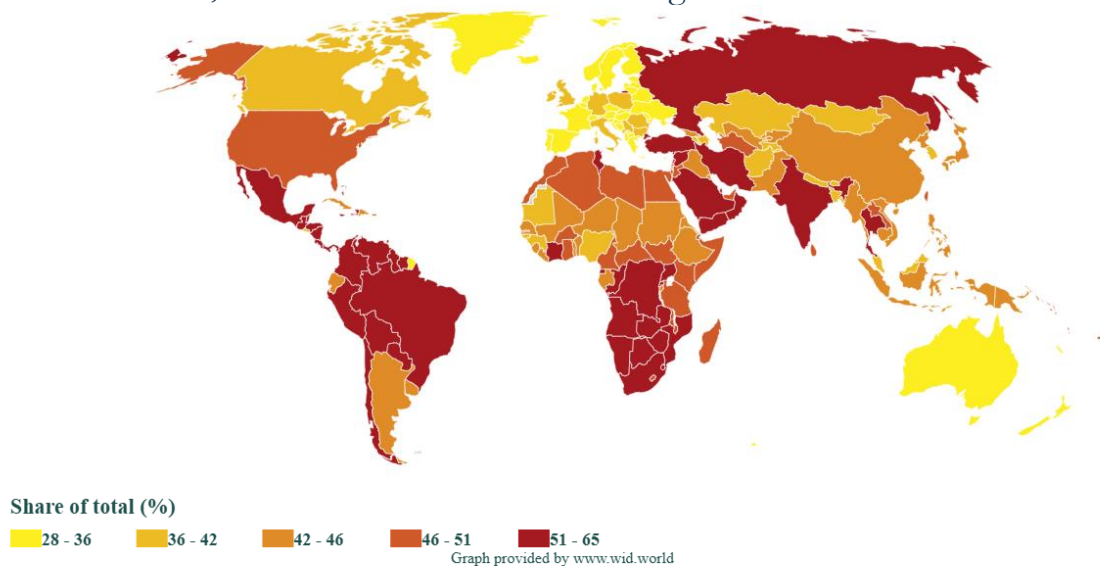 Share of total (%)
28 - 36
36 - 42
42 - 46
46 - 51
51 - 65
Graph provided by www.wid.world